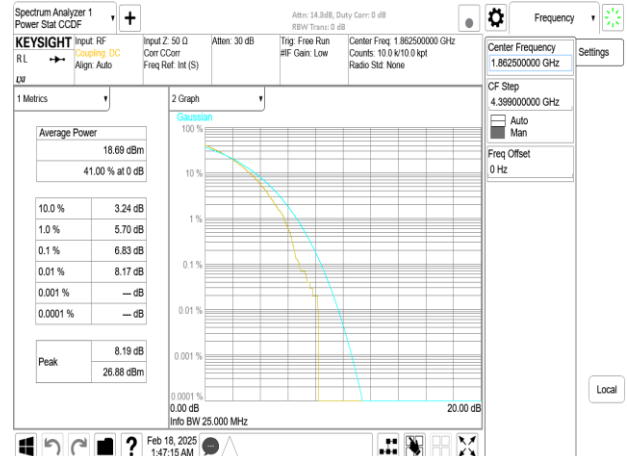 Spectrum Analyzer 1
Power Stat CCDF
Attn: 14.8dB, Duty Corr: 0 dB
RBW Trans: 0 dB
Frequency
KEYSIGHT
RL
LXI
Input: RF
Coupling: DC
Align: Auto
Input Z: 50 Ω
Corr CCorr
Freq Ref: Int (S)
Atten: 30 dB
Trig: Free Run
#IF Gain: Low
Center Freq: 1.862500000 GHz
Counts: 10.0 k/10.0 kpt
Radio Std: None
Center Frequency
1.862500000 GHz
Settings
CF Step
4.399000000 GHz
Auto
Man
Freq Offset
0 Hz
1 Metrics
Average Power
18.69 dBm
41.00 % at 0 dB
10.0 % 3.24 dB
1.0 % 5.70 dB
0.1 % 6.83 dB
0.01 % 8.17 dB
0.001 % --- dB
0.0001 % --- dB
Peak
8.19 dB
26.88 dBm
2 Graph
Gaussian
100 %
10 %
1 %
0.1 %
0.01 %
0.001 %
0.0001 %
0.00 dB 20.00 dB
Info BW 25.000 MHz
Local
Feb 18, 2025
1:47:15 AM